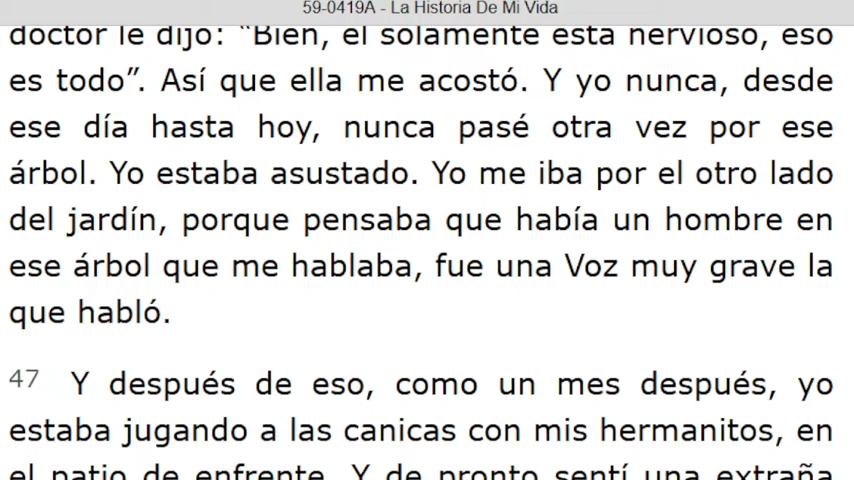 59-0419A - La Historia De Mi Vida
doctor le dijo: “Bien, él solamente está nervioso, eso
es todo”. Así que ella me acostó. Y yo nunca, desde
ese día hasta hoy, nunca pasé otra vez por ese
árbol. Yo estaba asustado. Yo me iba por el otro lado
del jardín, porque pensaba que había un hombre en
ese árbol que me hablaba, fue una Voz muy grave la
que habló.
47 Y después de eso, como un mes después, yo
estaba jugando a las canicas con mis hermanitos, en
el patio de enfrente. Y de pronto sentí una extraña